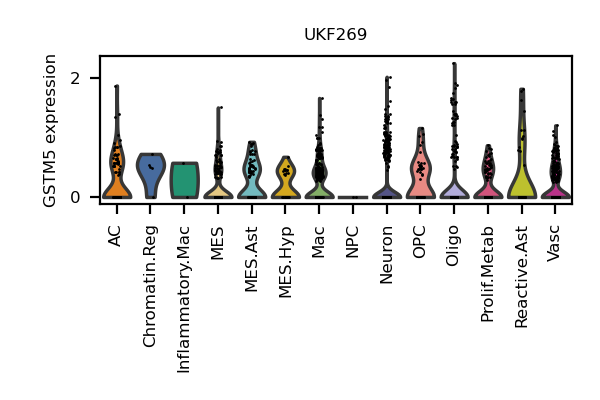 UKF269
GSTM5 expression
2
0
AC
Chromatin.Reg
Inflammatory.Mac
MES
MES.Ast
MES.Hyp
Mac
NPC
Neuron
OPC
Oligo
Prolif.Metab
Reactive.Ast
Vasc